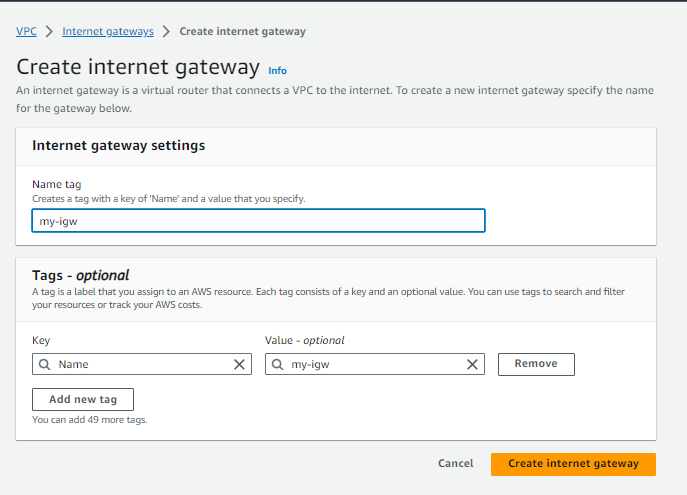 VPC > Internet gateways > Create internet gateway
Create internet gateway Info
An internet gateway is a virtual router that connects a VPC to the internet. To create a new internet gateway specify the name
for the gateway below.
Internet gateway settings
Name tag
Creates a tag with a key of 'Name' and a value that you specify.
my-igw
Tags - optional
A tag is a label that you assign to an AWS resource. Each tag consists of a key and an optional value. You can use tags to search and filter
your resources or track your AWS costs.
Key Value - optional
Name my-igw Remove
Add new tag
You can add 49 more tags.
Cancel Create internet gateway